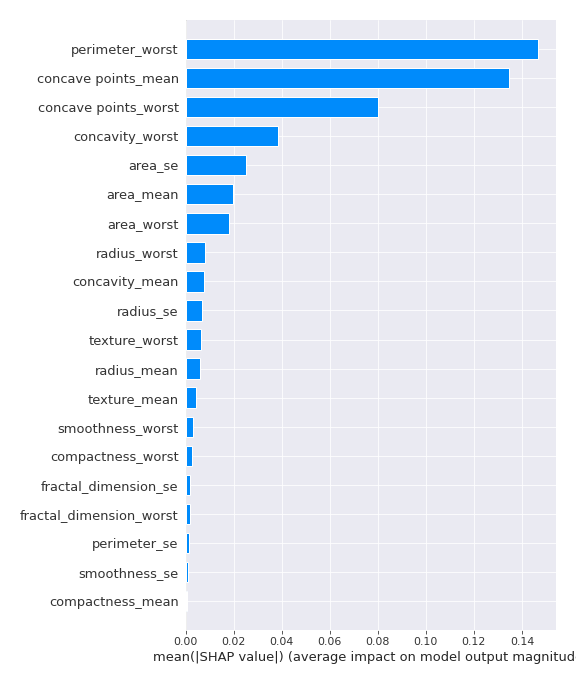 perimeter_worst
concave points_mean
concave points_worst
concavity_worst
area_se
area_mean
area_worst
radius_worst
concavity_mean
radius_se
texture_worst
radius_mean
texture_mean
smoothness_worst
compactness_worst
fractal_dimension_se
fractal_dimension_worst
perimeter_se
smoothness_se
compactness_mean
0.00 0.02 0.04 0.06 0.08 0.10 0.12 0.14
mean(|SHAP value|) (average impact on model output magnitud